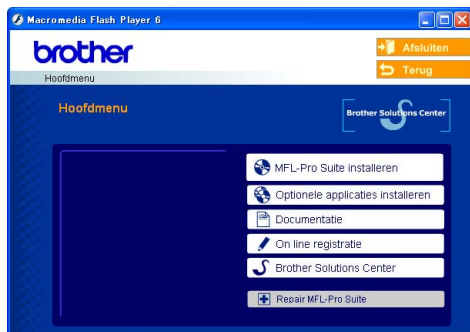 Macromedia Flash Player 6
brother
Afsluiten
Terug
Hoofdmenu
Hoofdmenu
Brother Solutions Center
MFL-Pro Suite installeren
Optionele applicaties installeren
Documentatie
On line registratie
Brother Solutions Center
Repair MFL-Pro Suite